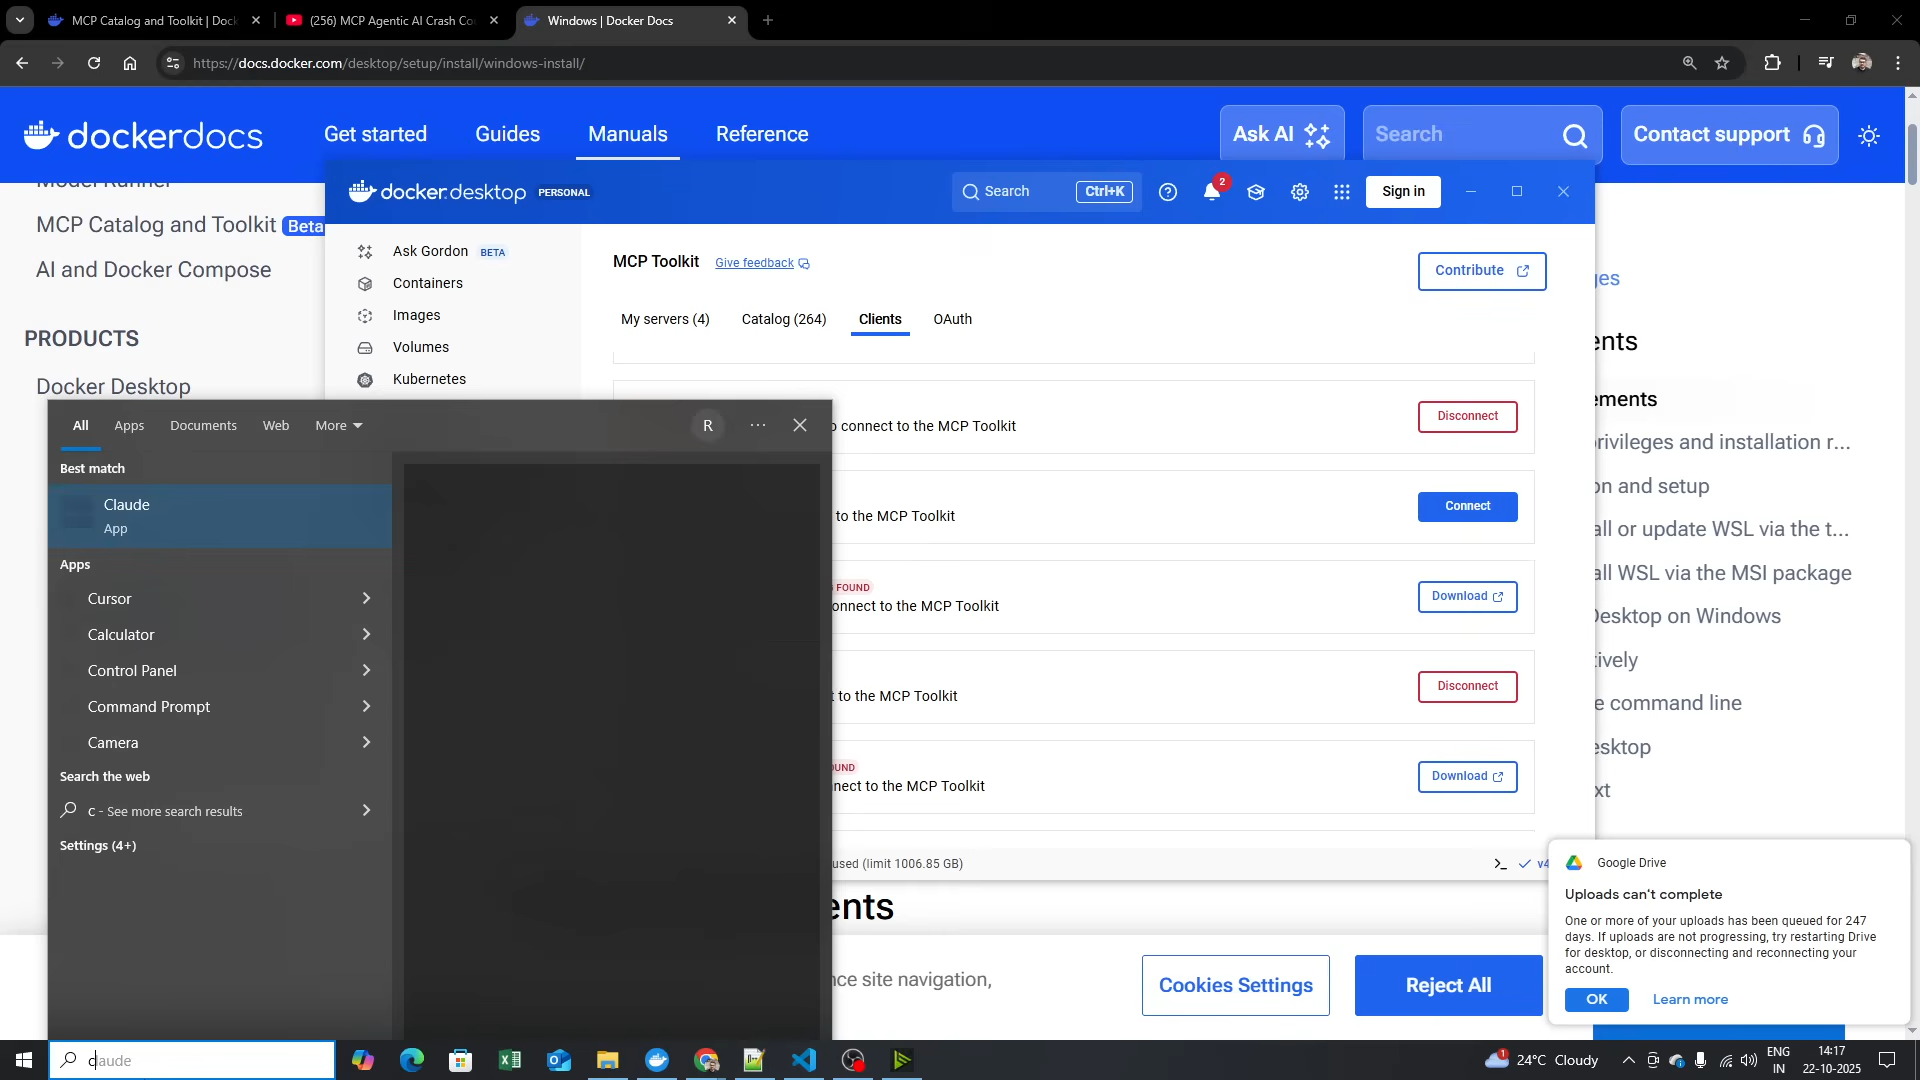 MCP Catalog and Toolkit | Dock
(256) MCP Agentic AI Crash Co
Windows | Docker Docs
https://docs.docker.com/desktop/setup/install/windows-install/
dockerdocs
Get started
Guides
Manuals
Reference
Ask AI
Search
Contact support
Model Runner
MCP Catalog and Toolkit Beta
AI and Docker Compose
PRODUCTS
Docker Desktop
docker.desktop PERSONAL
Search
Ctrl+K
2
Sign in
Ask Gordon BETA
Containers
Images
Volumes
Kubernetes
MCP Toolkit
Give feedback
Contribute
My servers (4)
Catalog (264)
Clients
OAuth
o connect to the MCP Toolkit
Disconnect
to the MCP Toolkit
Connect
FOUND
onnect to the MCP Toolkit
Download
t to the MCP Toolkit
Disconnect
OUND
nect to the MCP Toolkit
Download
used (limit 1006.85 GB)
v4
ges
ents
ements
rivileges and installation r...
on and setup
all or update WSL via the t...
all WSL via the MSI package
Desktop on Windows
ively
e command line
esktop
xt
All
Apps
Documents
Web
More
R
Best match
Claude
App
Apps
Cursor
Calculator
Control Panel
Command Prompt
Camera
Search the web
c - See more search results
Settings (4+)
ents
nce site navigation,
Cookies Settings
Reject All
Google Drive
Uploads can't complete
One or more of your uploads has been queued for 247
days. If uploads are not progressing, try restarting Drive
for desktop, or disconnecting and reconnecting your
account.
OK
Learn more
claude
1
24°C Cloudy
ENG
IN
14:17
22-10-2025